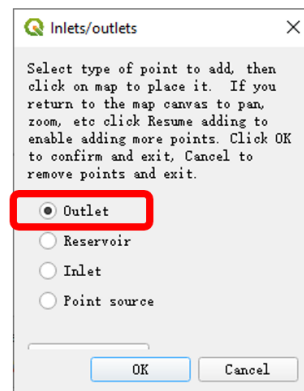 Inlets/outlets
Select type of point to add, then
click on map to place it.  If you
return to the map canvas to pan,
zoom, etc click Resume adding to
enable adding more points. Click OK
to confirm and exit, Cancel to
remove points and exit.
Outlet
Reservoir
Inlet
Point source
OK
Cancel